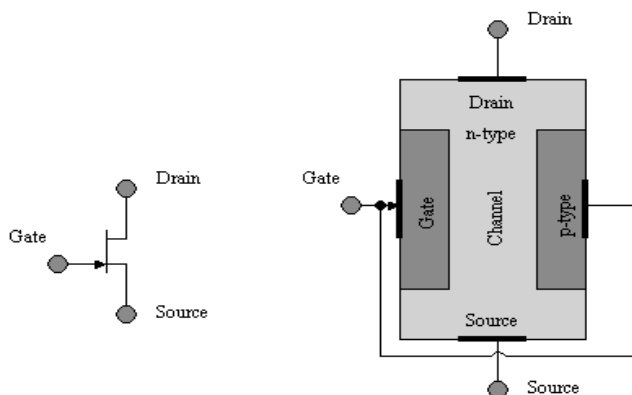 Drain
Gate
Source
Drain
Drain
n-type
Gate
Gate
Channel
p-type
Source
Source